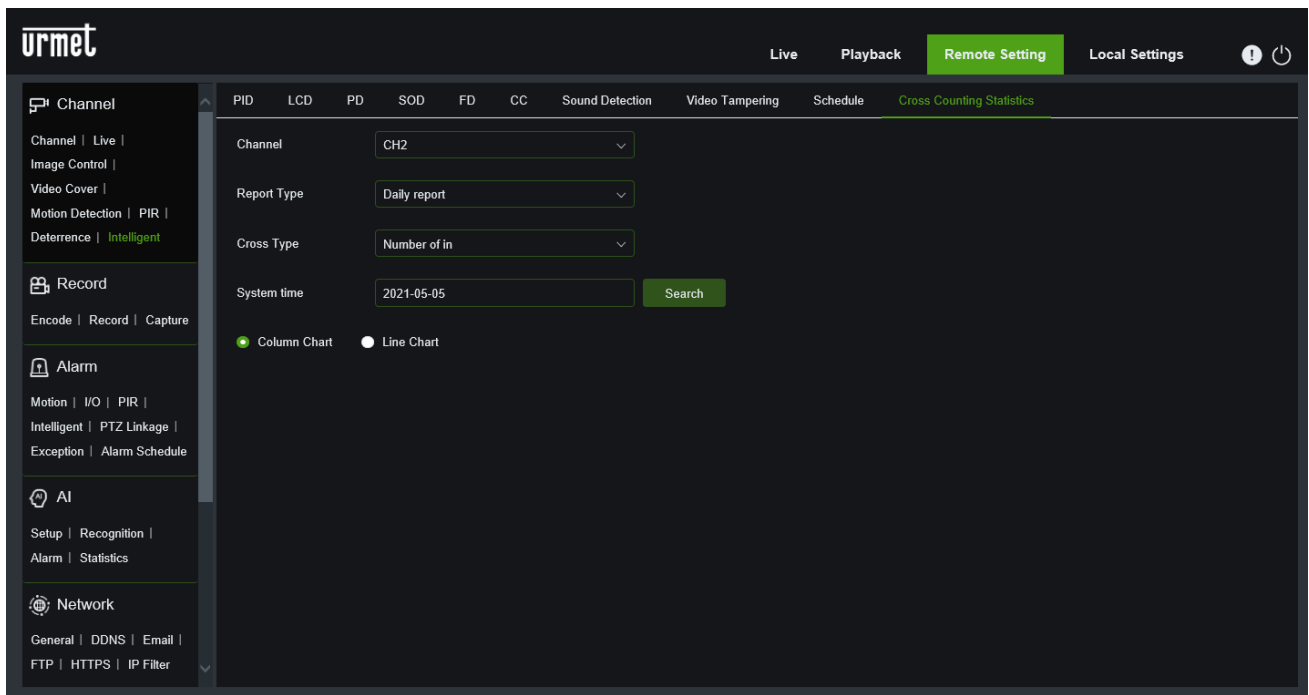 urmet
Live Playback Remote Setting Local Settings
Channel
Channel | Live |
Image Control |
Video Cover |
Motion Detection | PIR |
Deterrence | Intelligent
Record
Encode | Record | Capture
Alarm
Motion | I/O | PIR |
Intelligent | PTZ Linkage |
Exception | Alarm Schedule
AI
Setup | Recognition |
Alarm | Statistics
Network
General | DDNS | Email |
FTP | HTTPS | IP Filter
PID LCD PD SOD FD CC Sound Detection Video Tampering Schedule Cross Counting Statistics
Channel CH2
Report Type Daily report
Cross Type Number of in
System time 2021-05-05 Search
Column Chart Line Chart